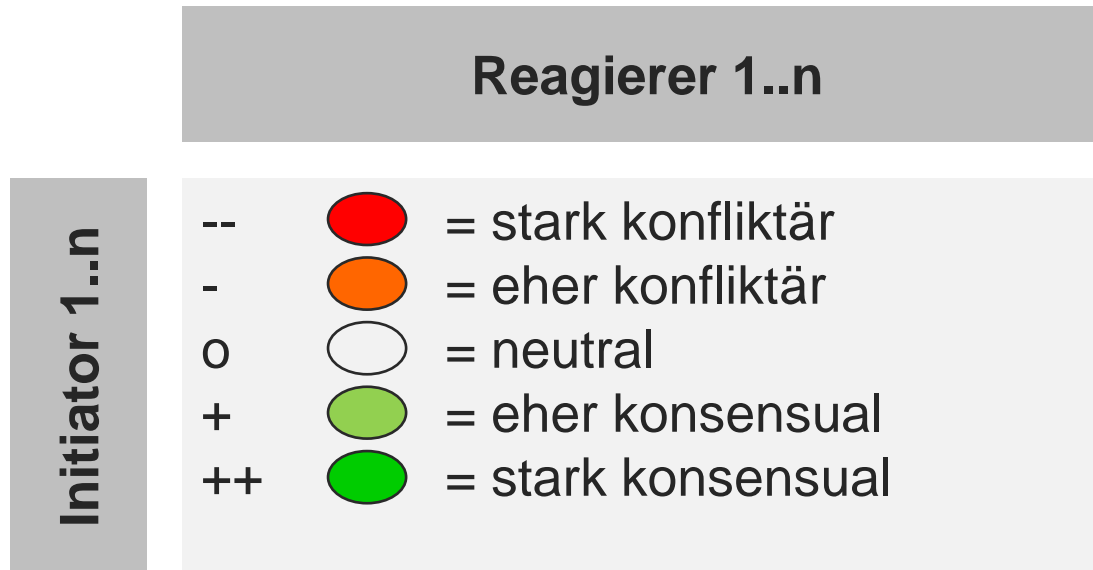 Reagierer 1..n
Initiator 1..n
-- = stark konfliktär
- = eher konfliktär
o = neutral
+ = eher konsensual
++ = stark konsensual